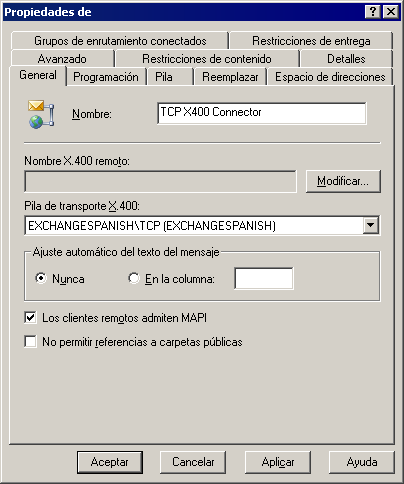 Propiedades de
Grupos de enrutamiento conectados Restricciones de entrega
Avanzado Restricciones de contenido Detalles
General Programación Pila Reemplazar Espacio de direcciones
Nombre: TCP X400 Connector
Nombre X.400 remoto:
Modificar...
Pila de transporte X.400:
EXCHANGESPANISH\TCP (EXCHANGESPANISH)
Ajuste automático del texto del mensaje
Nunca En la columna:
Los clientes remotos admiten MAPI
No permitir referencias a carpetas públicas
Aceptar Cancelar Aplicar Ayuda